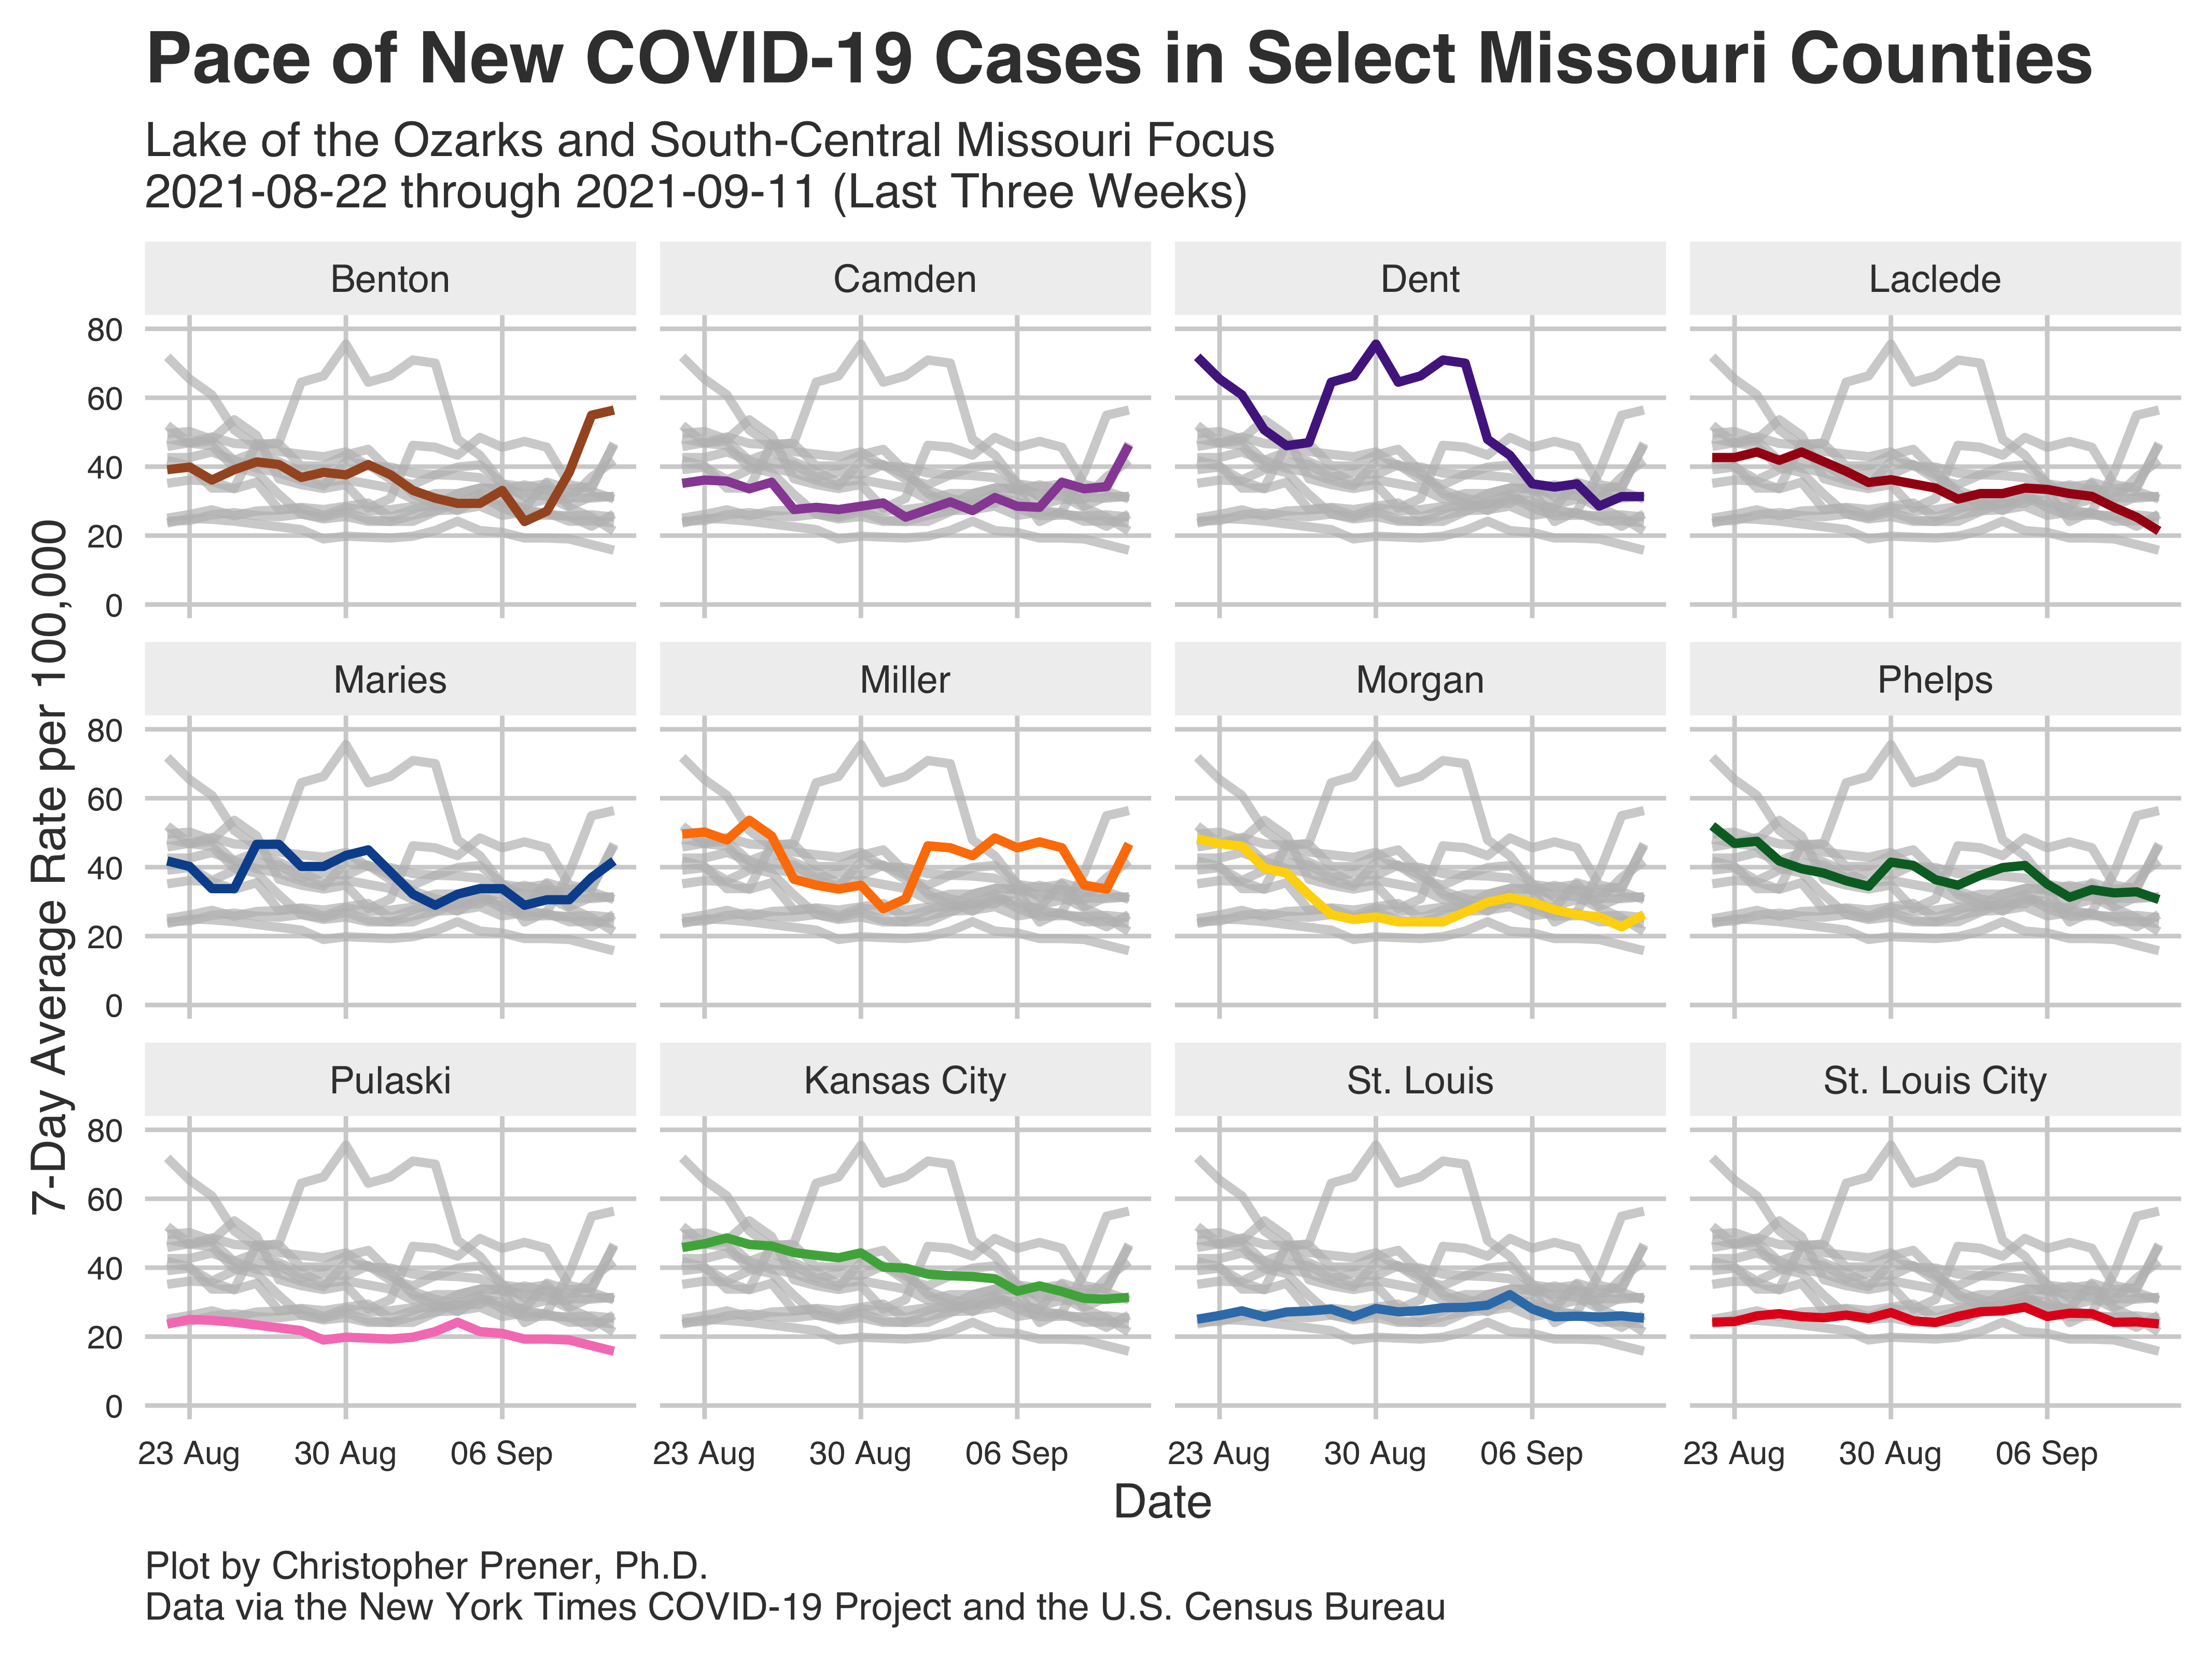 Pace of New COVID-19 Cases in Select Missouri Counties
Lake of the Ozarks and South-Central Missouri Focus
2021-08-22 through 2021-09-11 (Last Three Weeks)
7-Day Average Rate per 100,000
Benton
Camden
Dent
Laclede
80
60
40
20
0
Maries
Miller
Morgan
Phelps
80
60
40
20
0
Pulaski
Kansas City
St. Louis
St. Louis City
80
60
40
20
0
23 Aug 30 Aug 06 Sep
23 Aug 30 Aug 06 Sep
23 Aug 30 Aug 06 Sep
23 Aug 30 Aug 06 Sep
Date
Plot by Christopher Prener, Ph.D.
Data via the New York Times COVID-19 Project and the U.S. Census Bureau